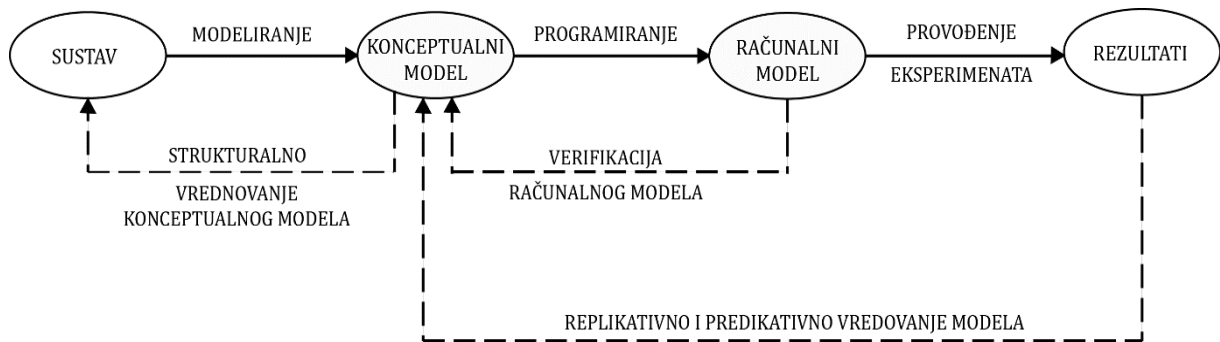 SUSTAV
MODELIRANJE
KONCEPTUALNI
MODEL
PROGRAMIRANJE
RAČUNALNI
MODEL
PROVOĐENJE
EKSPERIMENATA
REZULTATI
STRUKTURALNO
VREDNOVANJE
KONCEPTUALNOG MODELA
VERIFIKACIJA
RAČUNALNOG MODELA
REPLIKATIVNO I PREDIKATIVNO VREDOVANJE MODELA